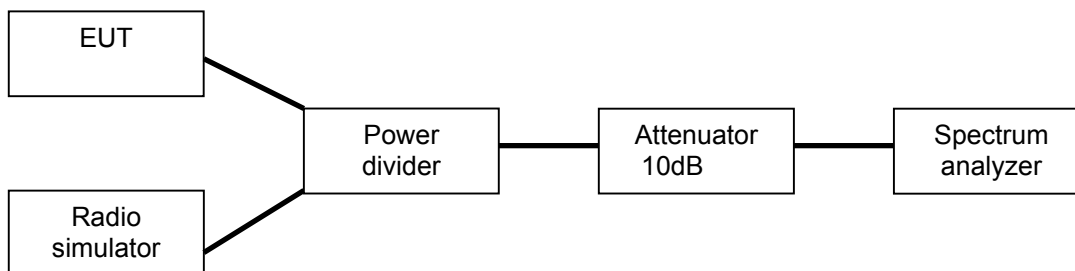 EUT
Power
divider
Attenuator
10dB
Spectrum
analyzer
Radio
simulator